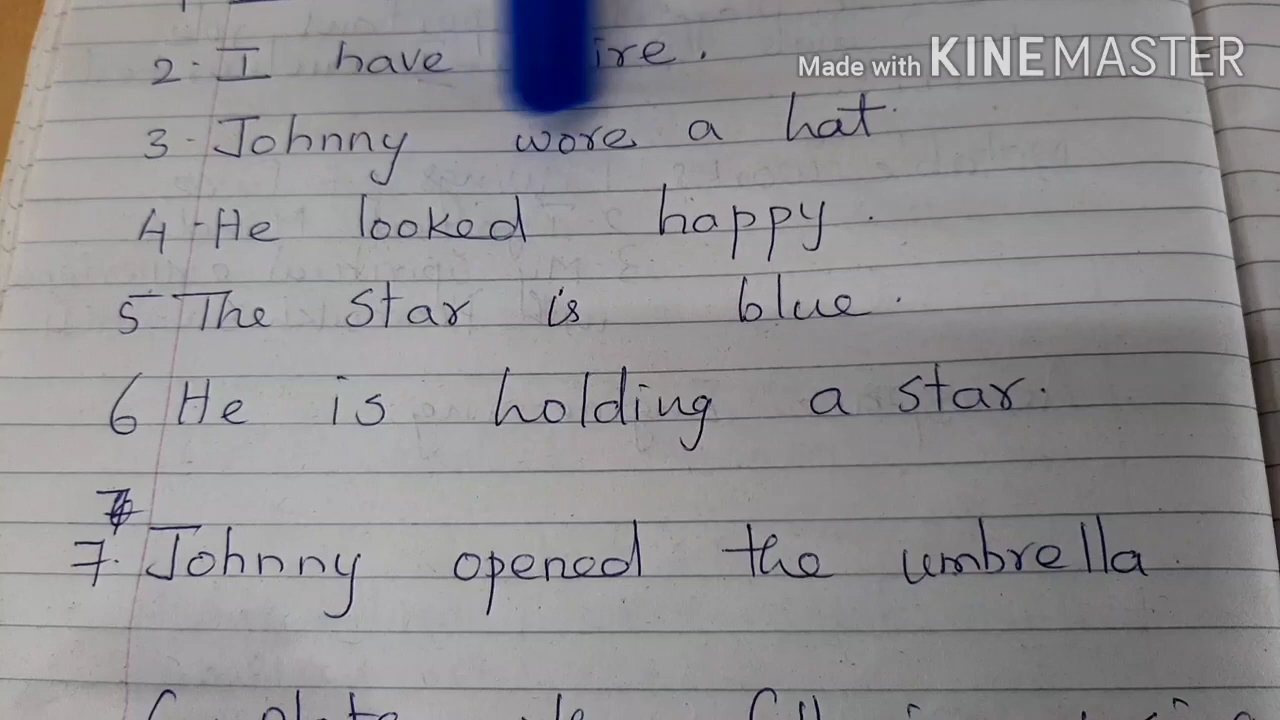 2. I have
Made with KINEMASTER
3. Johnny wore a hat.
4. He looked happy.
5 The Star is blue.
6 He is holding a star.
7. Johnny opened the umbrella.